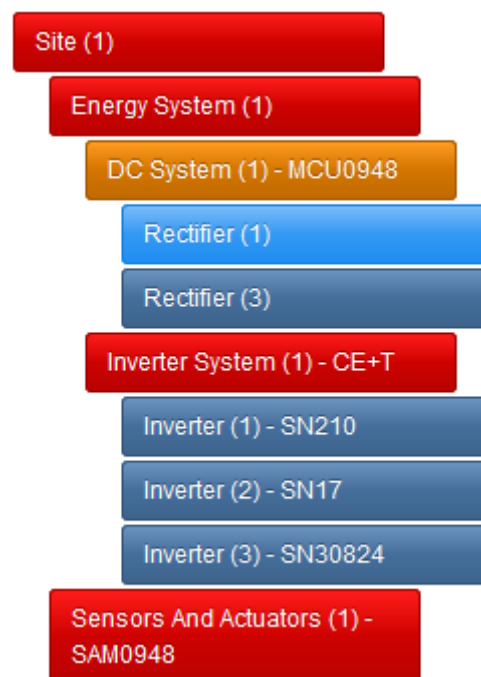 Site (1)
Energy System (1)
DC System (1) - MCU0948
Rectifier (1)
Rectifier (3)
Inverter System (1) - CE+T
Inverter (1) - SN210
Inverter (2) - SN17
Inverter (3) - SN30824
Sensors And Actuators (1) -
SAM0948